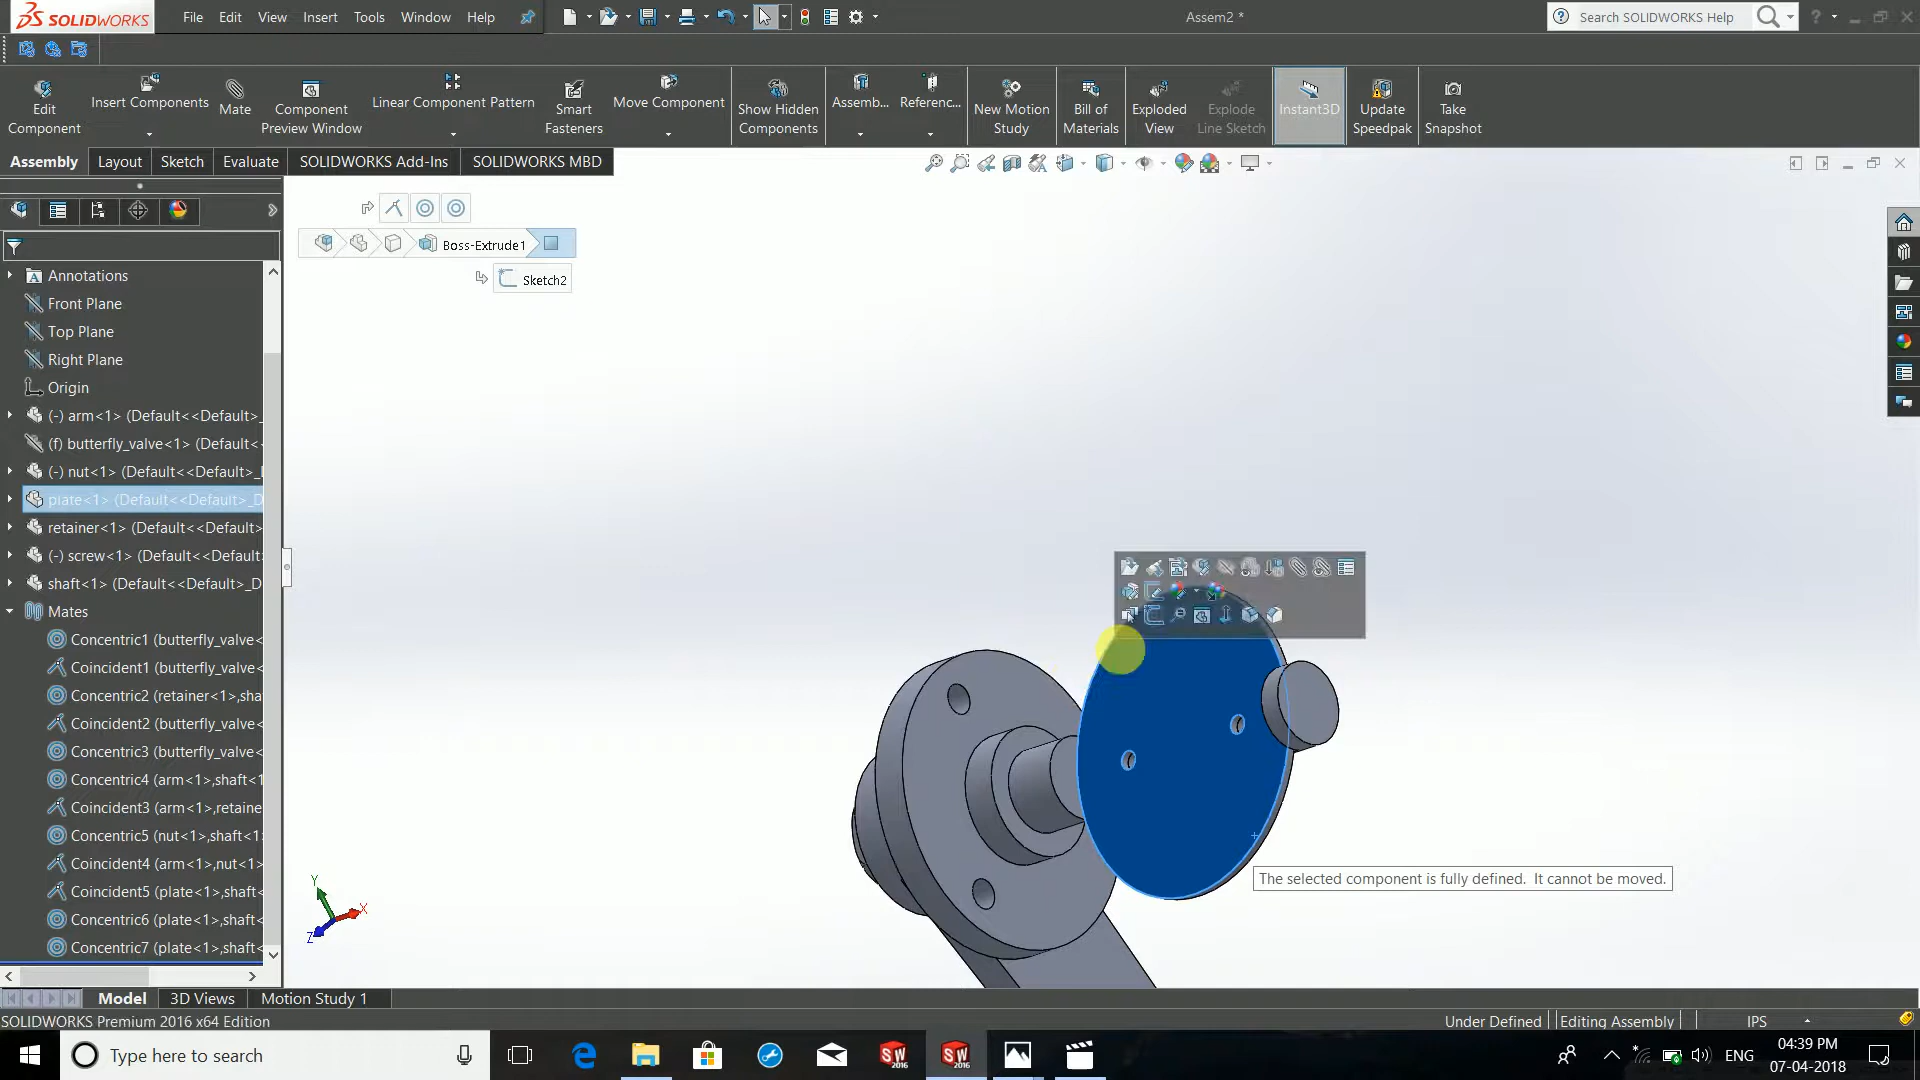 SOLIDWORKS File Edit View Insert Tools Window Help Assem2 * Search SOLIDWORKS Help
Edit Component
Insert Components
Mate
Component Preview Window
Linear Component Pattern
Smart Fasteners
Move Component
Show Hidden Components
Assemb...
Referenc...
New Motion Study
Bill of Materials
Exploded View
Explode Line Sketch
Instant3D
Update Speedpak
Take Snapshot
Assembly Layout Sketch Evaluate SOLIDWORKS Add-Ins SOLIDWORKS MBD
Boss-Extrude1
Sketch2
Annotations
Front Plane
Top Plane
Right Plane
Origin
(-) arm<1> (Default<<Default>_
(f) butterfly_valve<1> (Default<
(-) nut<1> (Default<<Default>_
plate<1> (Default<<Default>_D
retainer<1> (Default<<Default>
(-) screw<1> (Default<<Default
shaft<1> (Default<<Default>_D
Mates
Concentric1 (butterfly_valve<
Coincident1 (butterfly_valve<
Concentric2 (retainer<1>,sha
Coincident2 (butterfly_valve<
Concentric3 (butterfly_valve<
Concentric4 (arm<1>,shaft<1
Coincident3 (arm<1>,retaine
Concentric5 (nut<1>,shaft<1
Coincident4 (arm<1>,nut<1>
Coincident5 (plate<1>,shaft<
Concentric6 (plate<1>,shaft<
Concentric7 (plate<1>,shaft<
The selected component is fully defined. It cannot be moved.
Y
X
Z
Model 3D Views Motion Study 1
SOLIDWORKS Premium 2016 x64 Edition Under Defined Editing Assembly IPS
Type here to search
SW 2016
SW 2016
ENG
04:39 PM
07-04-2018